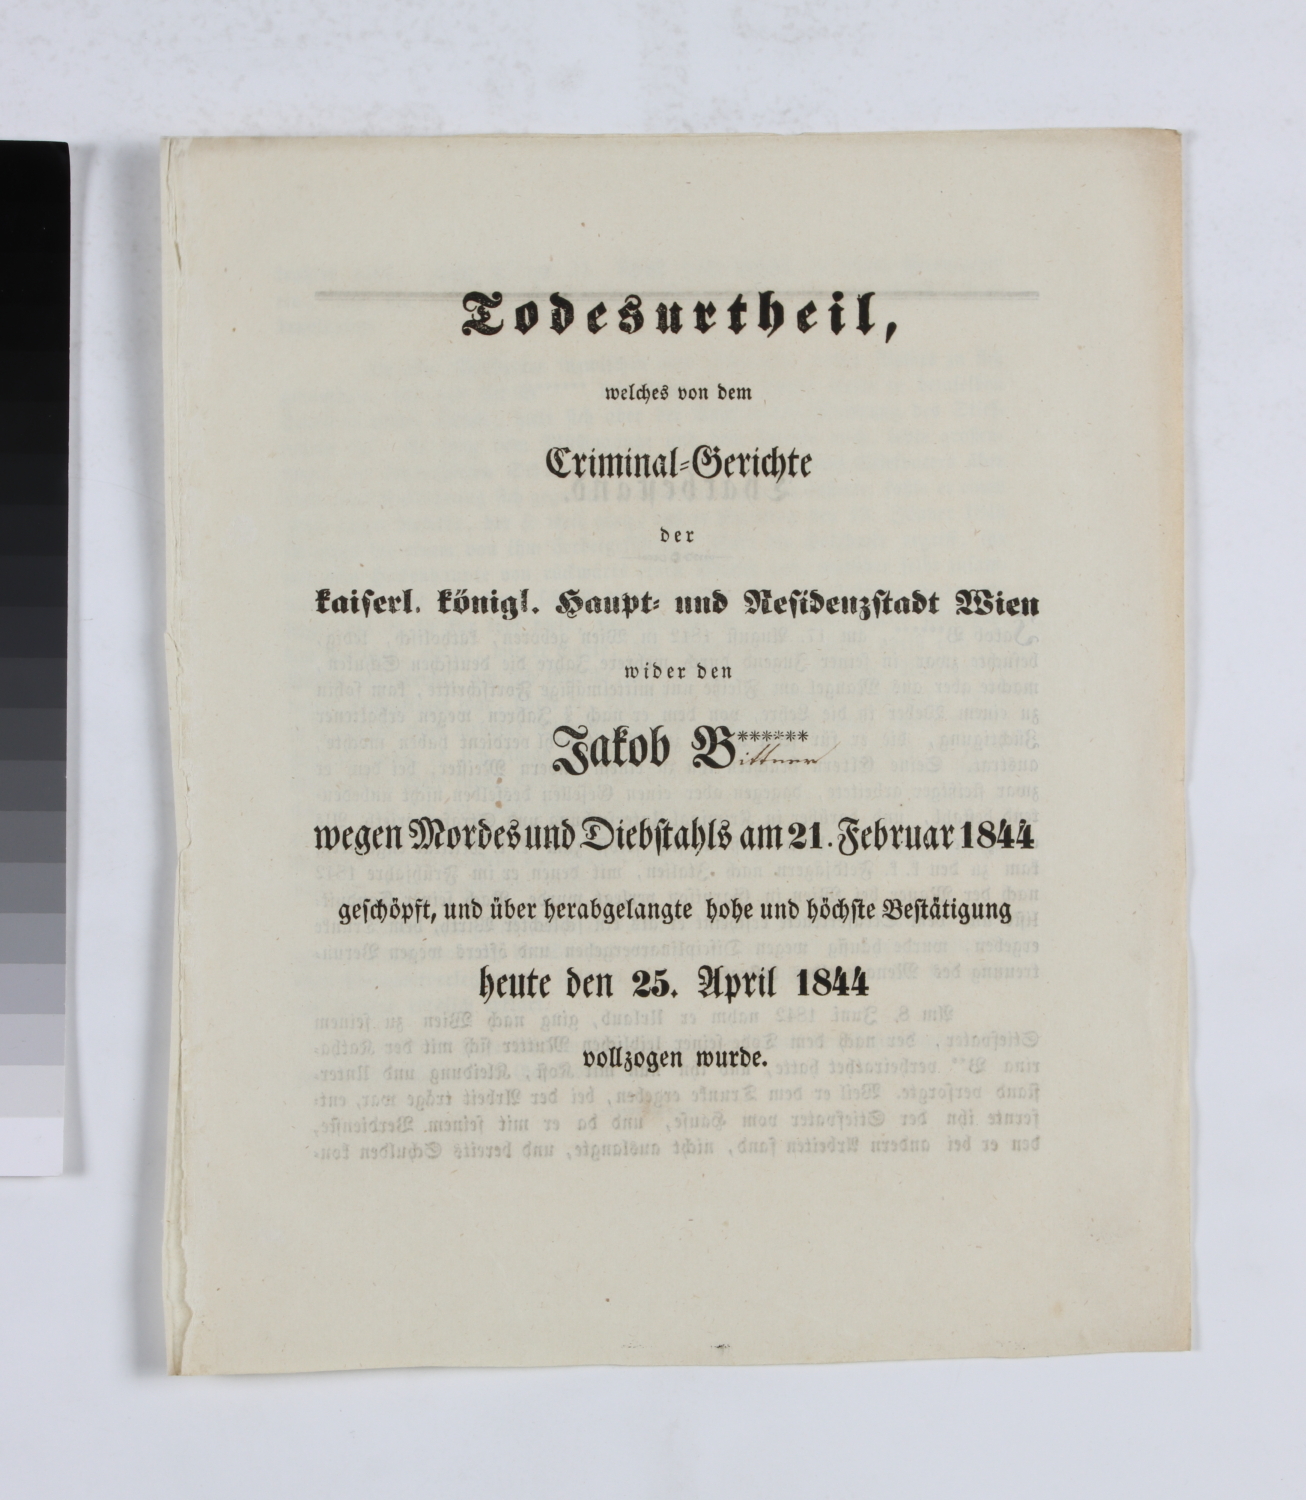 Todesurtheil,
welches von dem
Criminal-Gerichte
der
kaiserl. königl. Haupt- und Residenzstadt Wien
wider den
Jakob B******
ittner
wegen Mordes und Diebstahls am 21. Februar 1844
geschöpft, und über herabgelangte hohe und höchste Bestätigung
heute den 25. April 1844
vollzogen wurde.